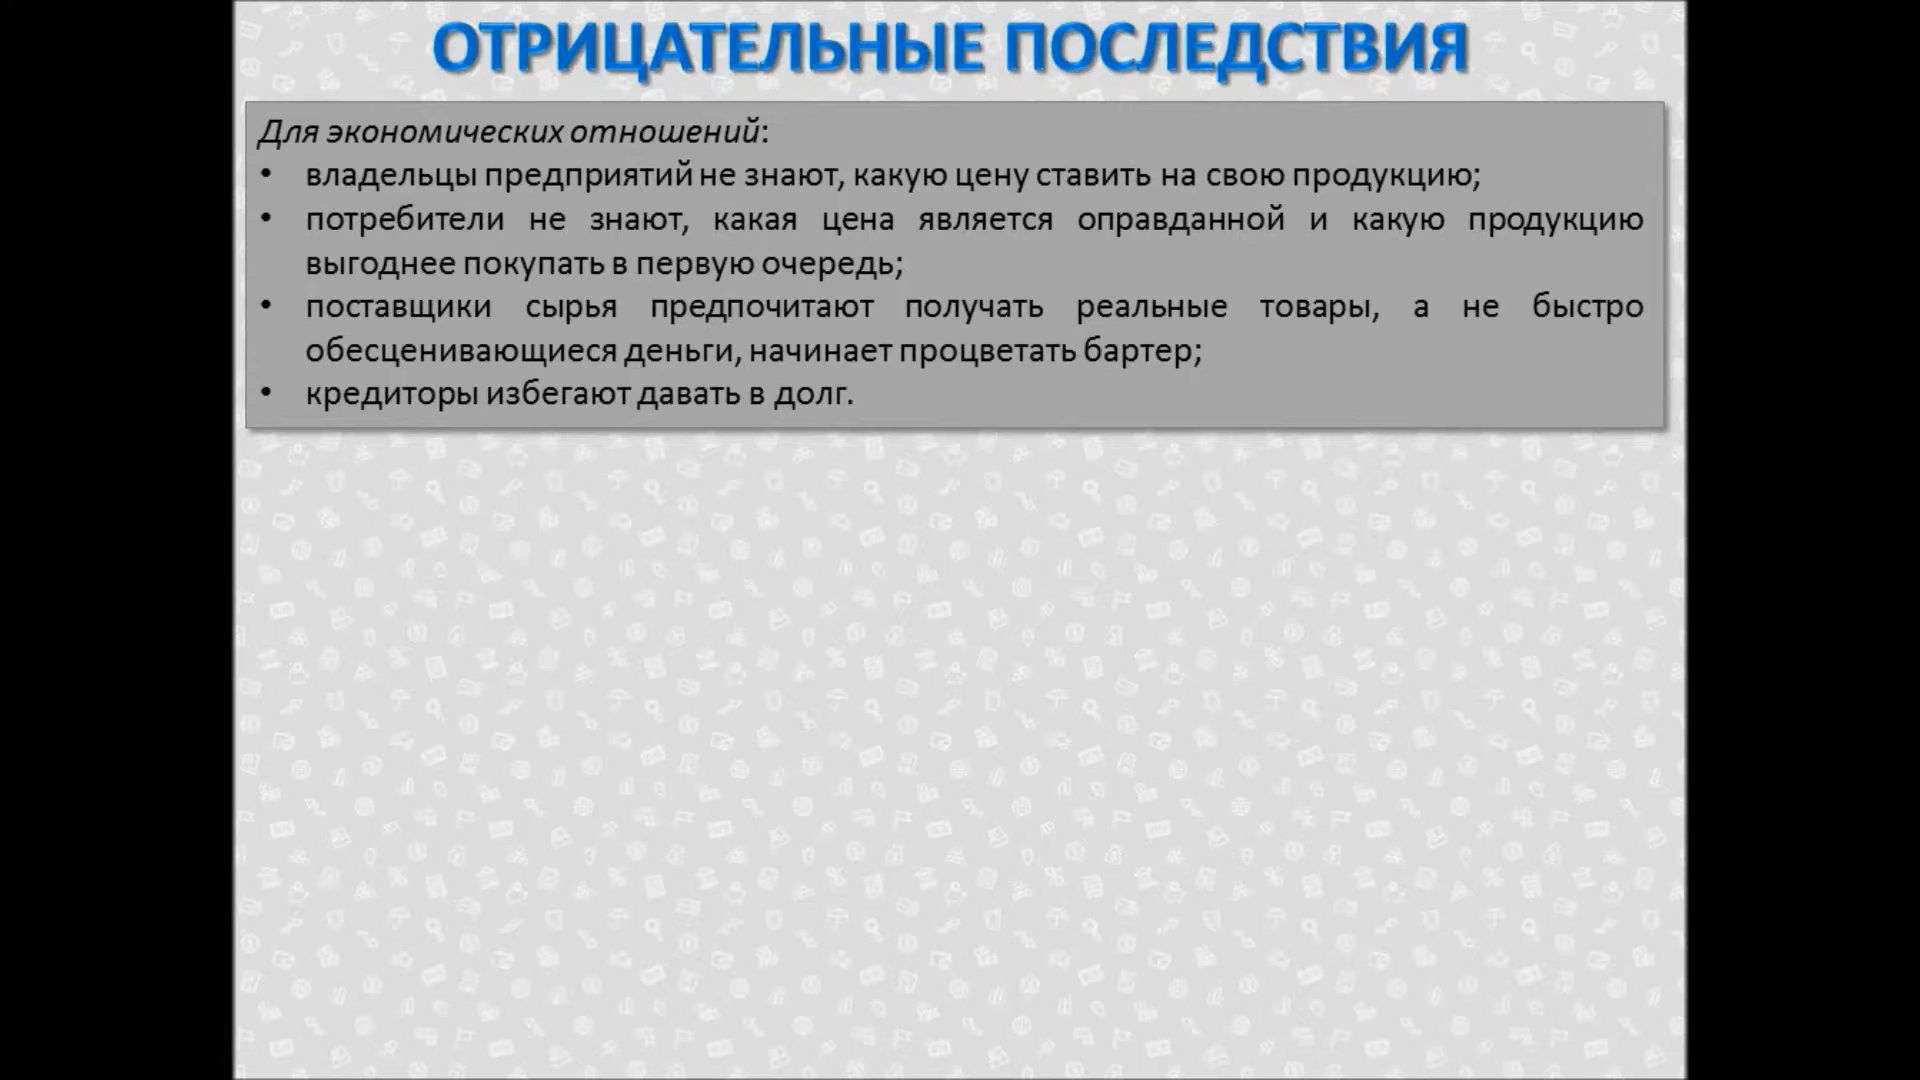 ОТРИЦАТЕЛЬНЫЕ ПОСЛЕДСТВИЯ
Для экономических отношений:
• владельцы предприятий не знают, какую цену ставить на свою продукцию;
• потребители не знают, какая цена является оправданной и какую продукцию
выгоднее покупать в первую очередь;
• поставщики сырья предпочитают получать реальные товары, а не быстро
обесценивающиеся деньги, начинает процветать бартер;
• кредиторы избегают давать в долг.